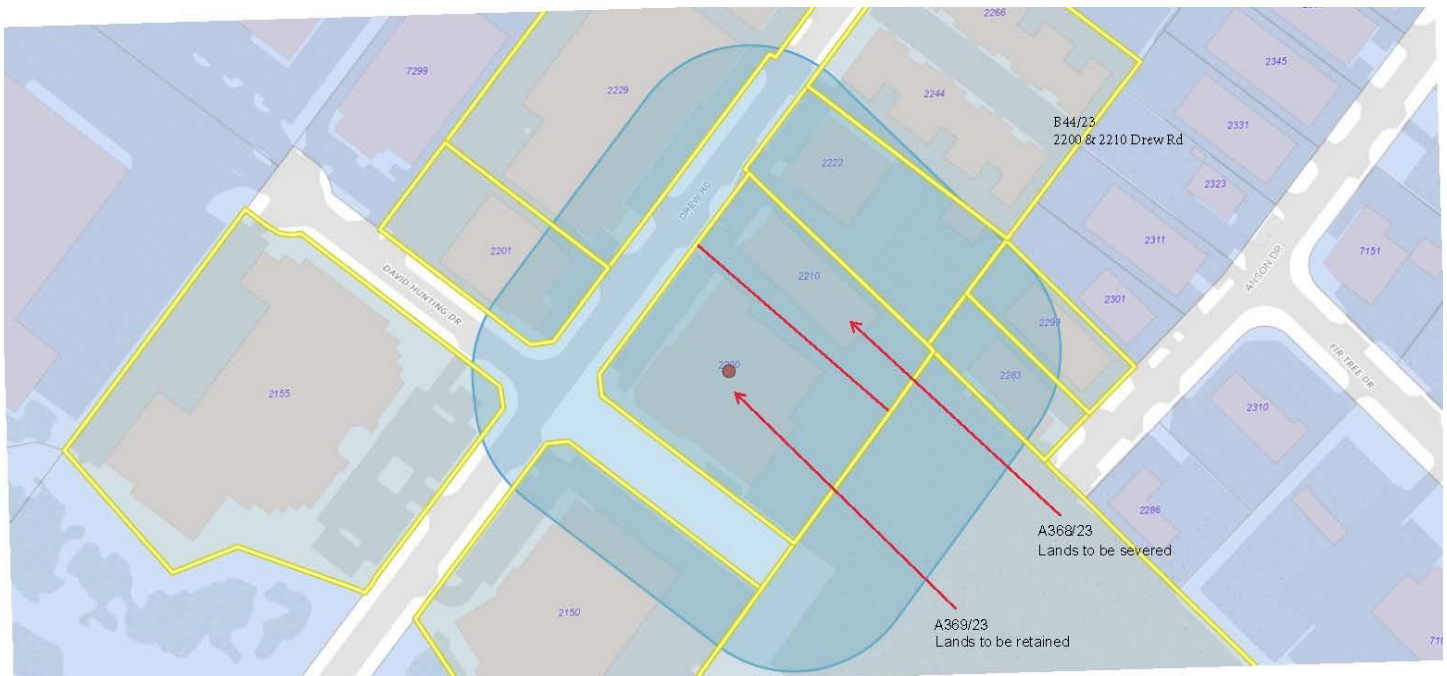 2266
2345
7299
2229
2244
2331
B44/23
2200 & 2210 Drew Rd
2222
2323
DREW RD
2311
7151
2201
ANSON DR
DAVID HUNTING DR
2210
2301
2200
2283
FIR TREE DR
2155
2310
2286
A368/23
Lands to be severed
2150
A369/23
Lands to be retained